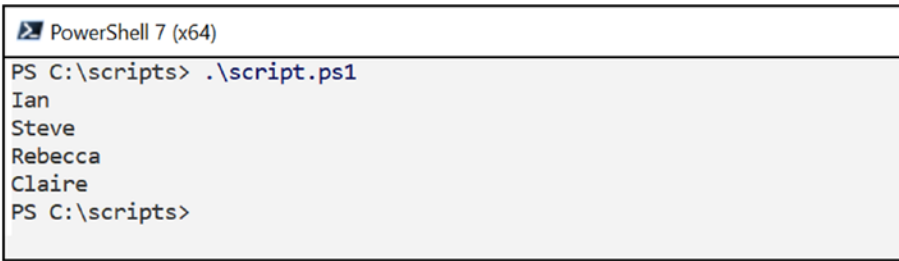 PowerShell 7 (x64)
PS C:\scripts> .\script.ps1
Ian
Steve
Rebecca
Claire
PS C:\scripts>